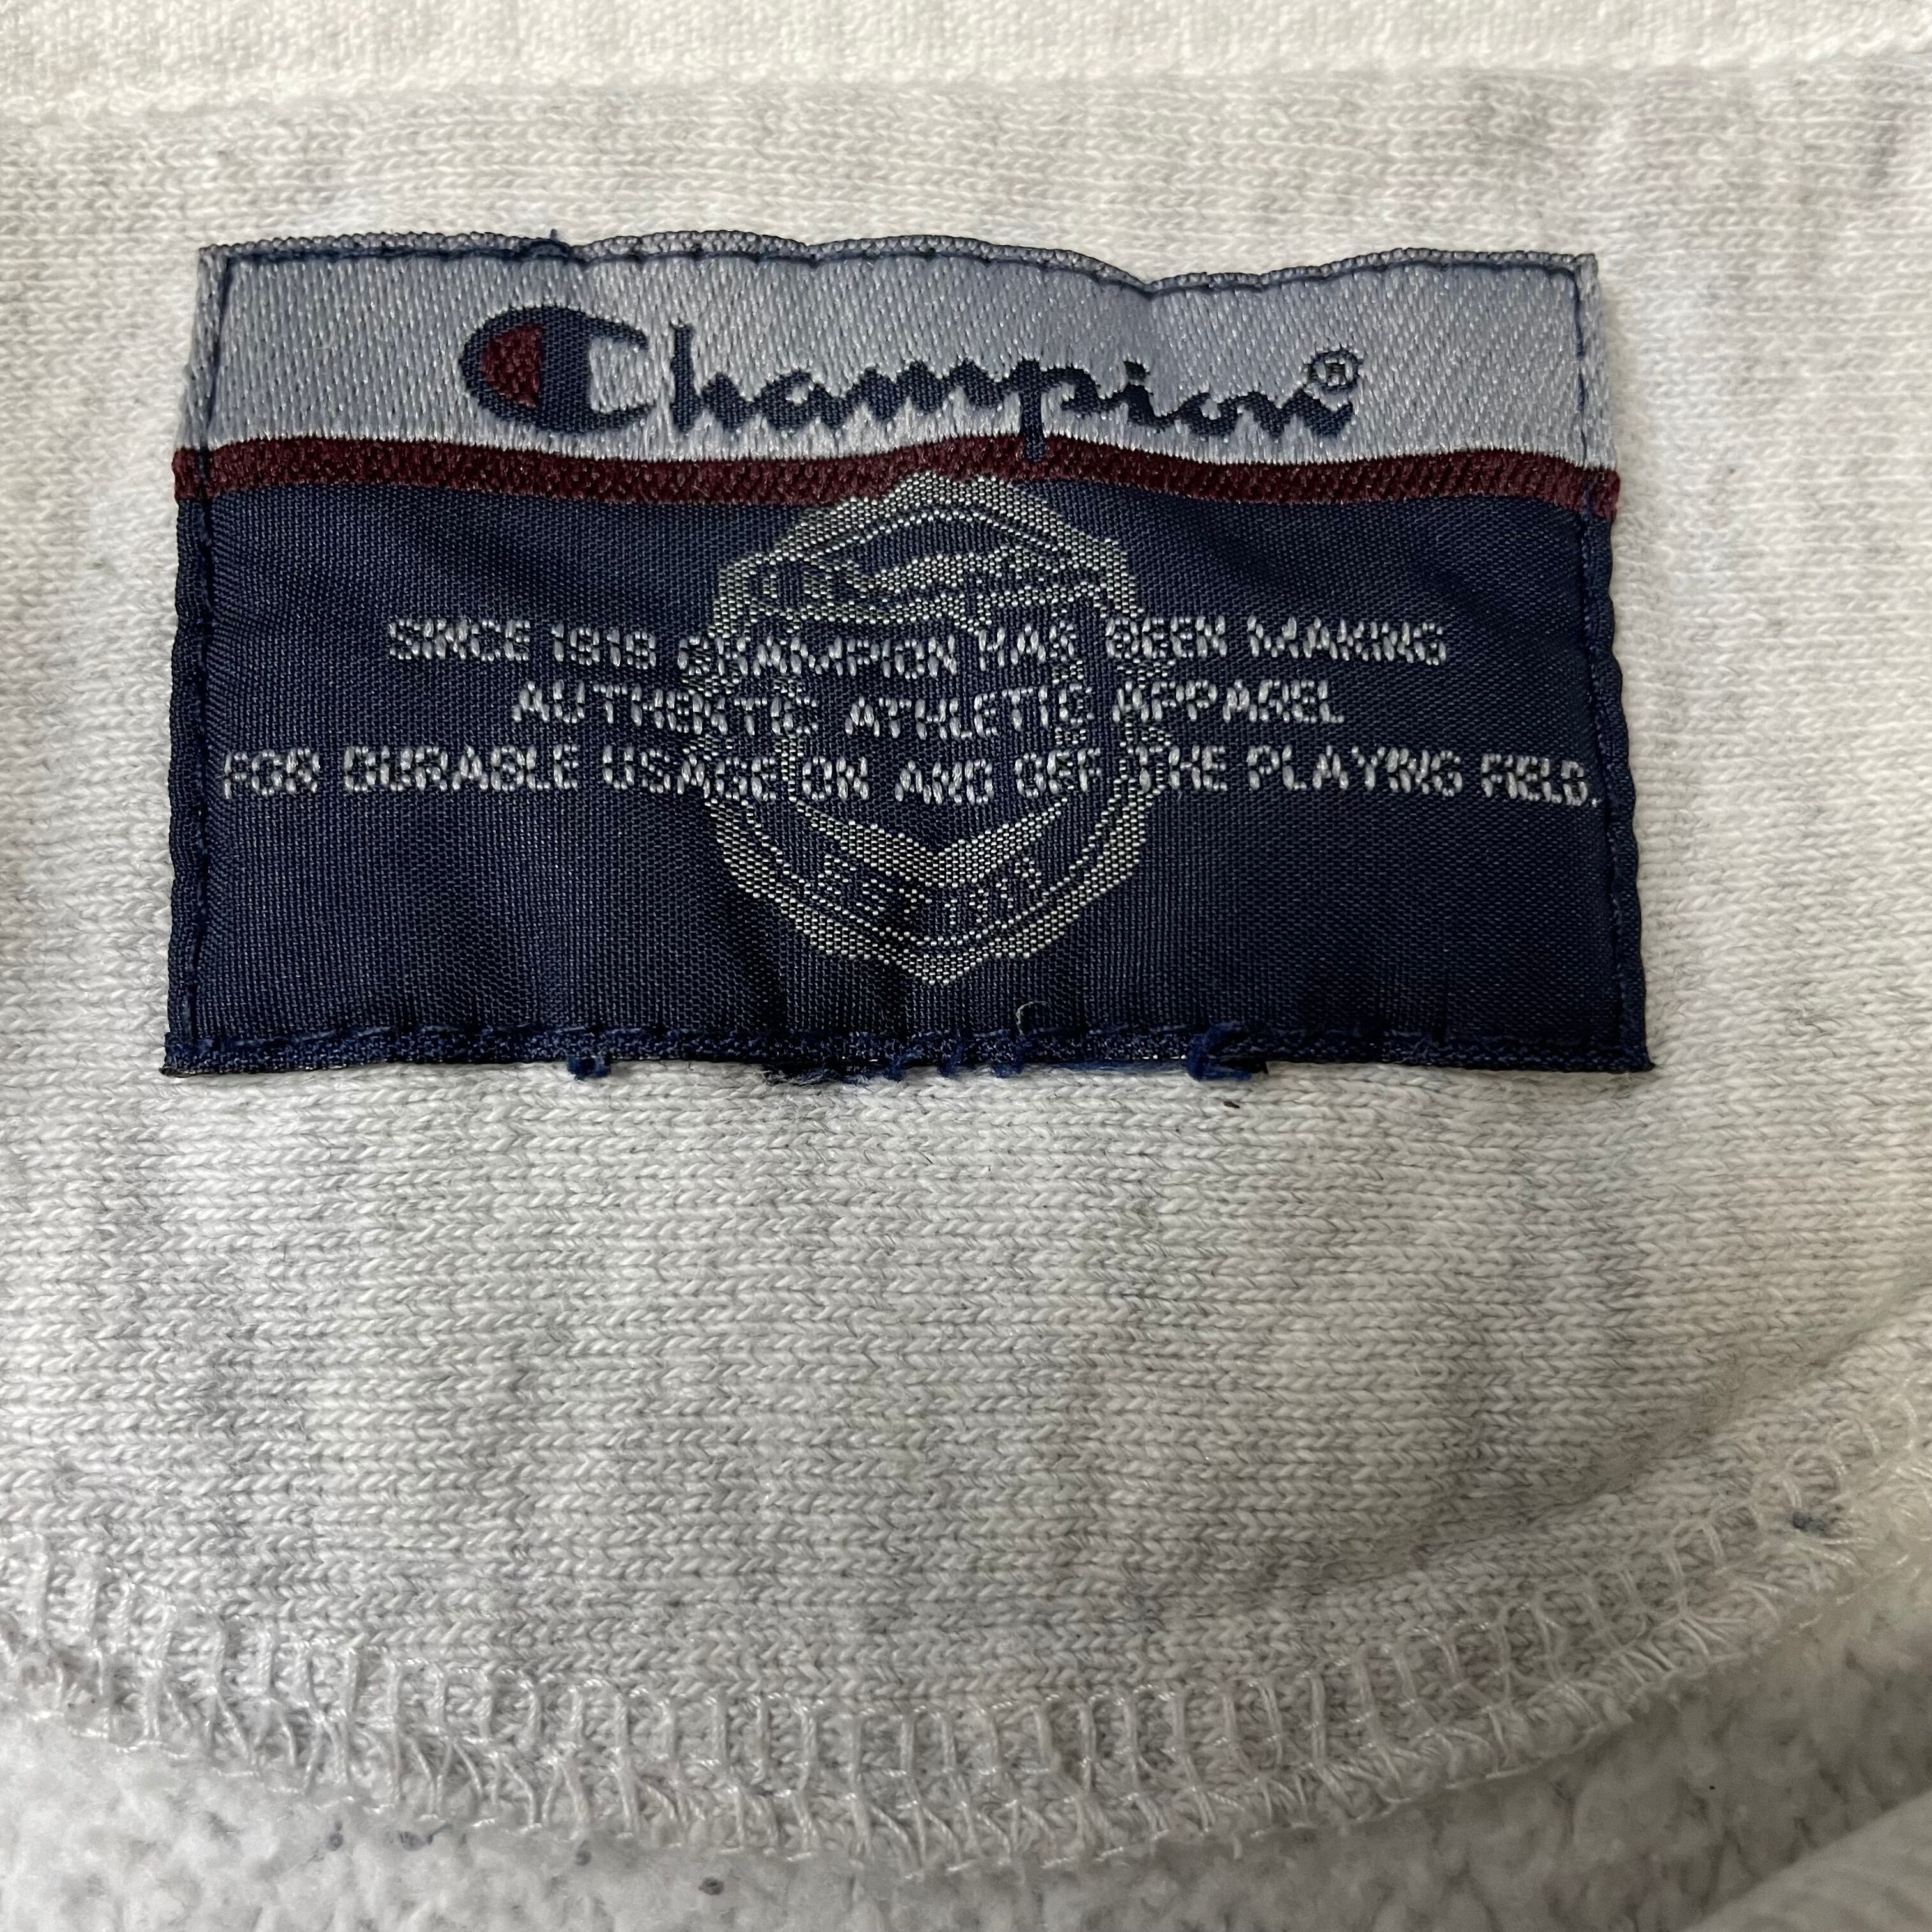 Champion®
SINCE 1919 CHAMPION HAS BEEN MAKING
AUTHENTIC ATHLETIC APPAREL
FOR DURABLE USAGE ON AND OFF THE PLAYING FIELD.